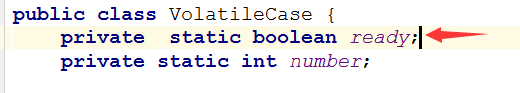 public class VolatileCase {
private  static boolean ready;
private static int number;